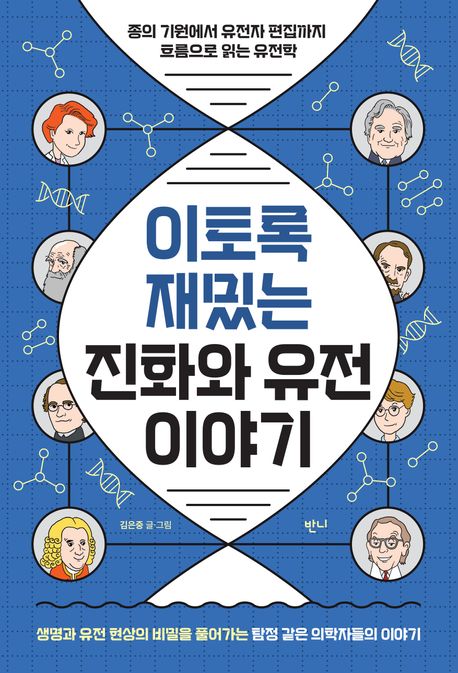 종의 기원에서 유전자 편집까지
흐름으로 읽는 유전학
이토록
재밌는
진화와 유전
이야기
김은중 글·그림
반니
생명과 유전 현상의 비밀을 풀어가는 탐정 같은 의학자들의 이야기